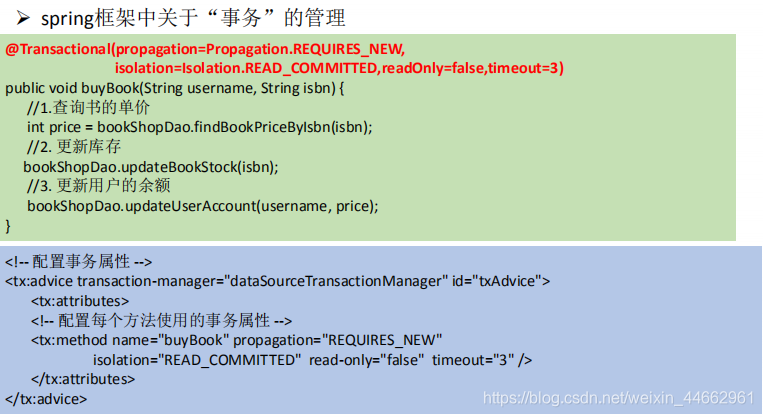 ➢ spring框架中关于“事务”的管理
@Transactional(propagation=Propagation.REQUIRES_NEW,
isolation=Isolation.READ_COMMITTED,readOnly=false,timeout=3)
public void buyBook(String username, String isbn) {
//1.查询书的单价
int price = bookShopDao.findBookPriceByIsbn(isbn);
//2. 更新库存
bookShopDao.updateBookStock(isbn);
//3. 更新用户的余额
bookShopDao.updateUserAccount(username, price);
}
<!-- 配置事务属性 -->
<tx:advice transaction-manager="dataSourceTransactionManager" id="txAdvice">
<tx:attributes>
<!-- 配置每个方法使用的事务属性 -->
<tx:method name="buyBook" propagation="REQUIRES_NEW"
isolation="READ_COMMITTED" read-only="false" timeout="3" />
</tx:attributes>
</tx:advice>
https://blog.csdn.net/weixin_44662961